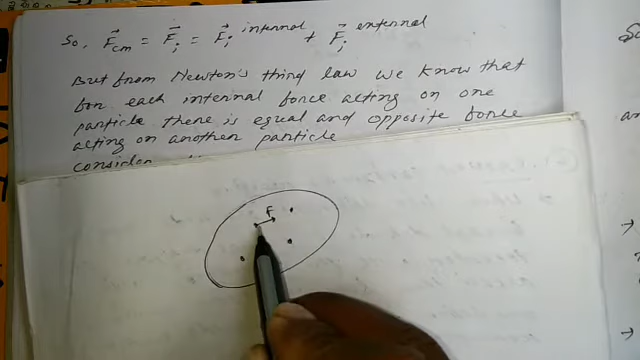 So, F⃗cm = F⃗i = F⃗i internal + F⃗i external
But from Newton's third law we know that
for each internal force acting on one
particle there is equal and opposite force
acting on another particle
F